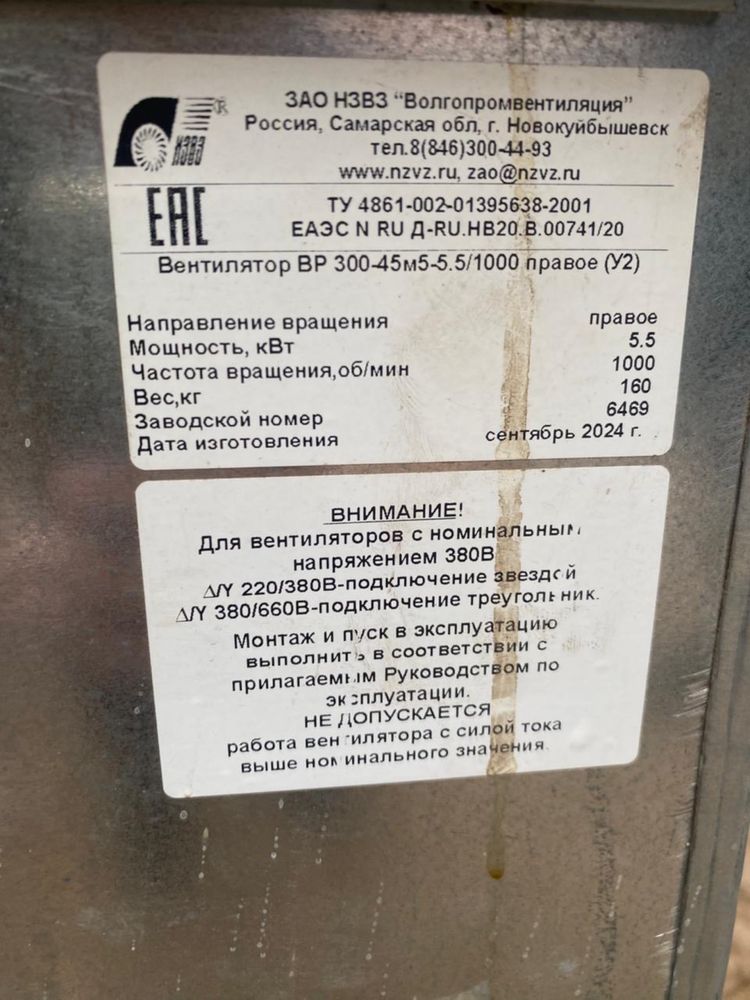 ЗАО НЗВЗ "Волгопромвентиляция"
Россия, Самарская обл, г. Новокуйбышевск
тел.8(846)300-44-93
www.nzvz.ru, zao@nzvz.ru
НЗВЗ
®
ЕАС
ТУ 4861-002-01395638-2001
ЕАЭС N RU Д-RU.НВ20.В.00741/20
Вентилятор ВР 300-45м5-5.5/1000 правое (У2)
Направление вращения правое
Мощность, кВт 5.5
Частота вращения,об/мин 1000
Вес,кг 160
Заводской номер 6469
Дата изготовления сентябрь 2024 г.
ВНИМАНИЕ!
Для вентиляторов с номинальным
напряжением 380В
Δ/Y 220/380В-подключение звездой
Δ/Y 380/660В-подключение треугольник.
Монтаж и пуск в эксплуатацию
выполнить в соответствии с
прилагаемым Руководством по
эксплуатации.
НЕ ДОПУСКАЕТСЯ
работа вентилятора с силой тока
выше номинального значения.